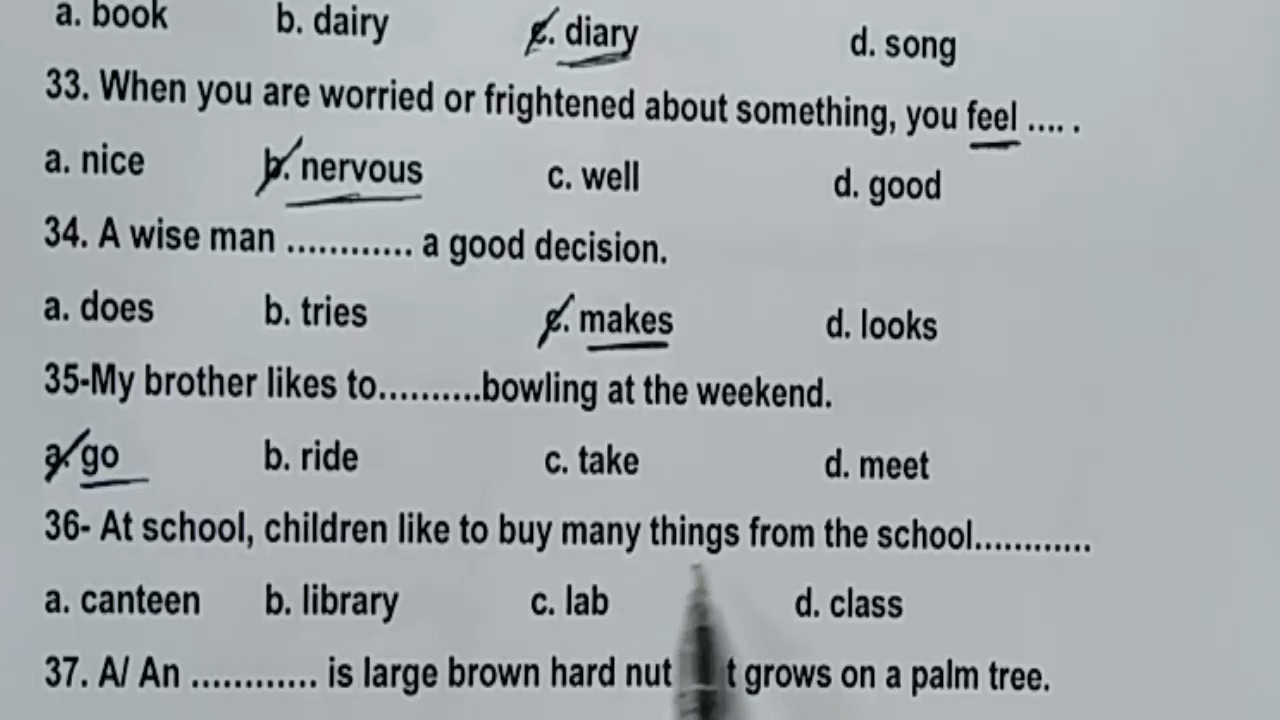 a. book b. dairy c. diary d. song
33. When you are worried or frightened about something, you feel .... .
a. nice b. nervous c. well d. good
34. A wise man ............ a good decision.
a. does b. tries c. makes d. looks
35-My brother likes to..........bowling at the weekend.
a. go b. ride c. take d. meet
36- At school, children like to buy many things from the school............
a. canteen b. library c. lab d. class
37. A/ An ............ is large brown hard nut t grows on a palm tree.